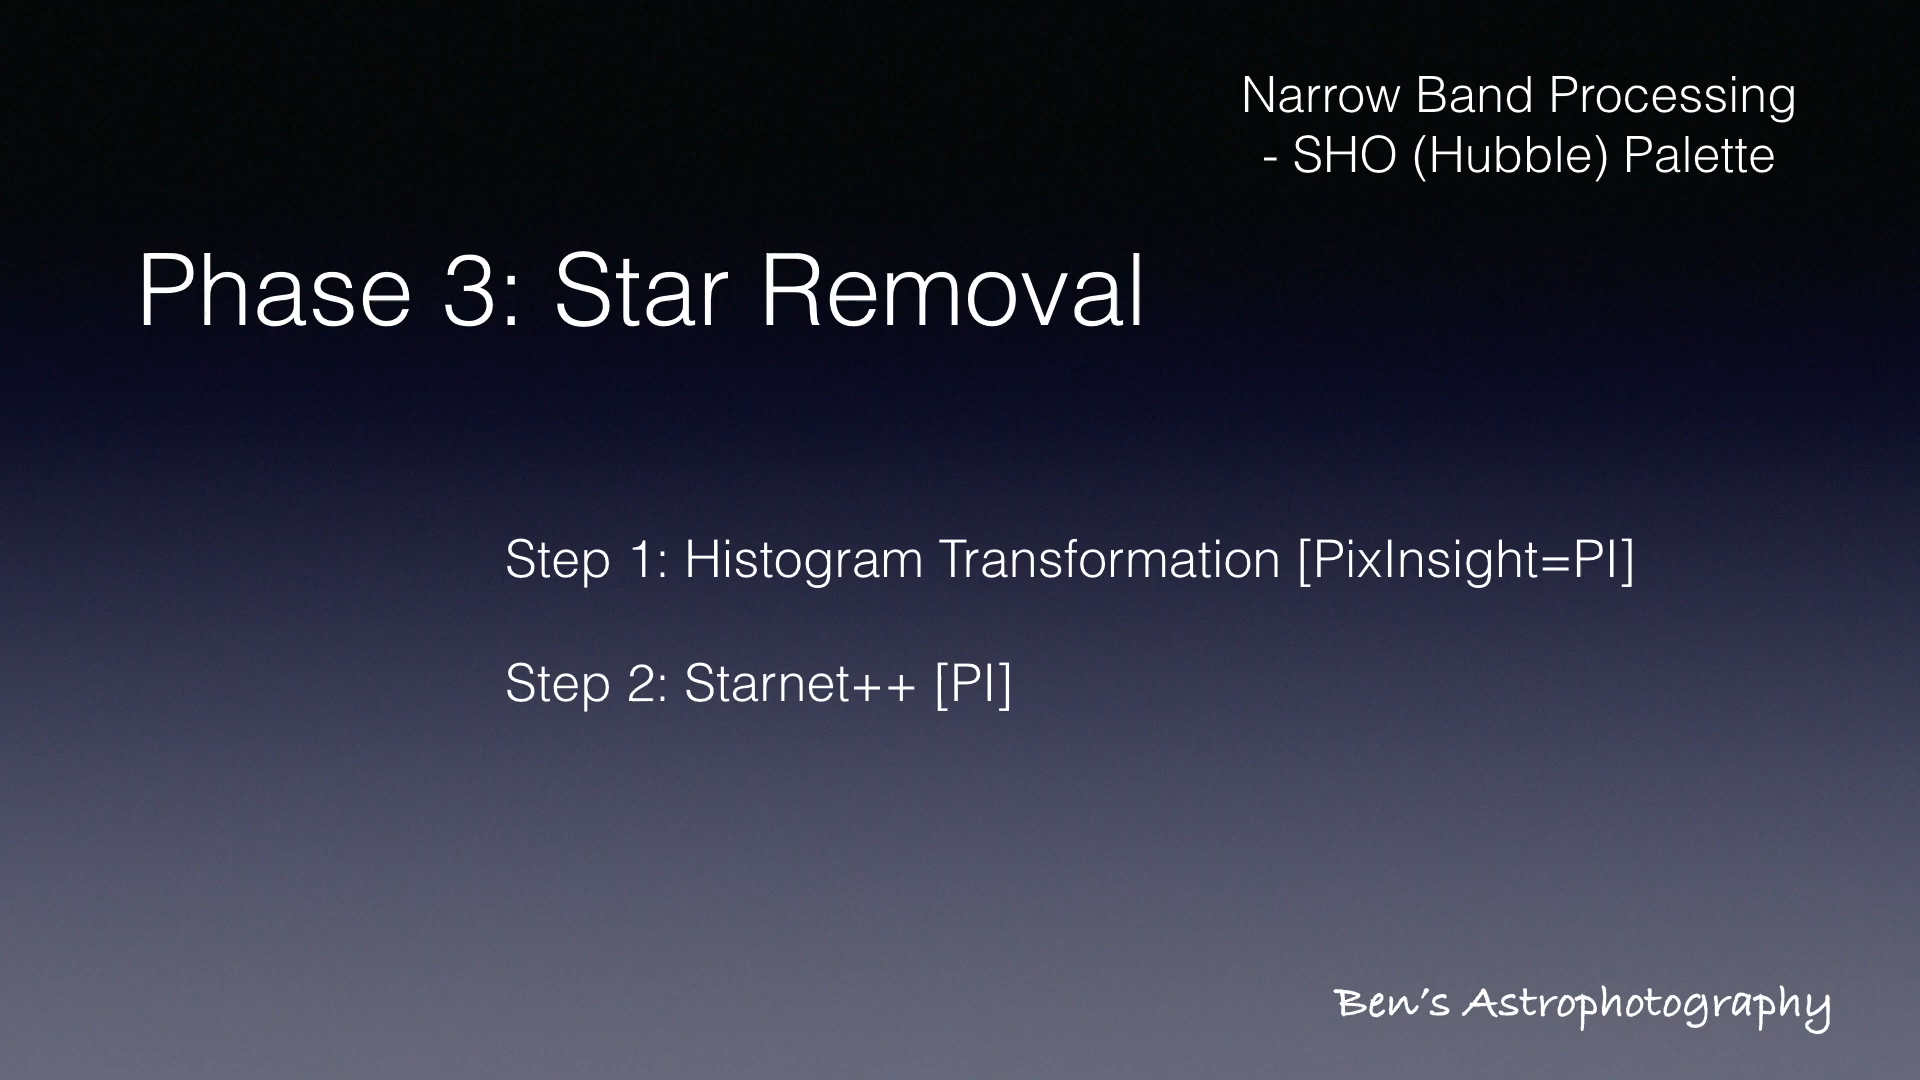 Narrow Band Processing
- SHO (Hubble) Palette
Phase 3: Star Removal
Step 1: Histogram Transformation [PixInsight=PI]
Step 2: Starnet++ [PI]
Ben's Astrophotography